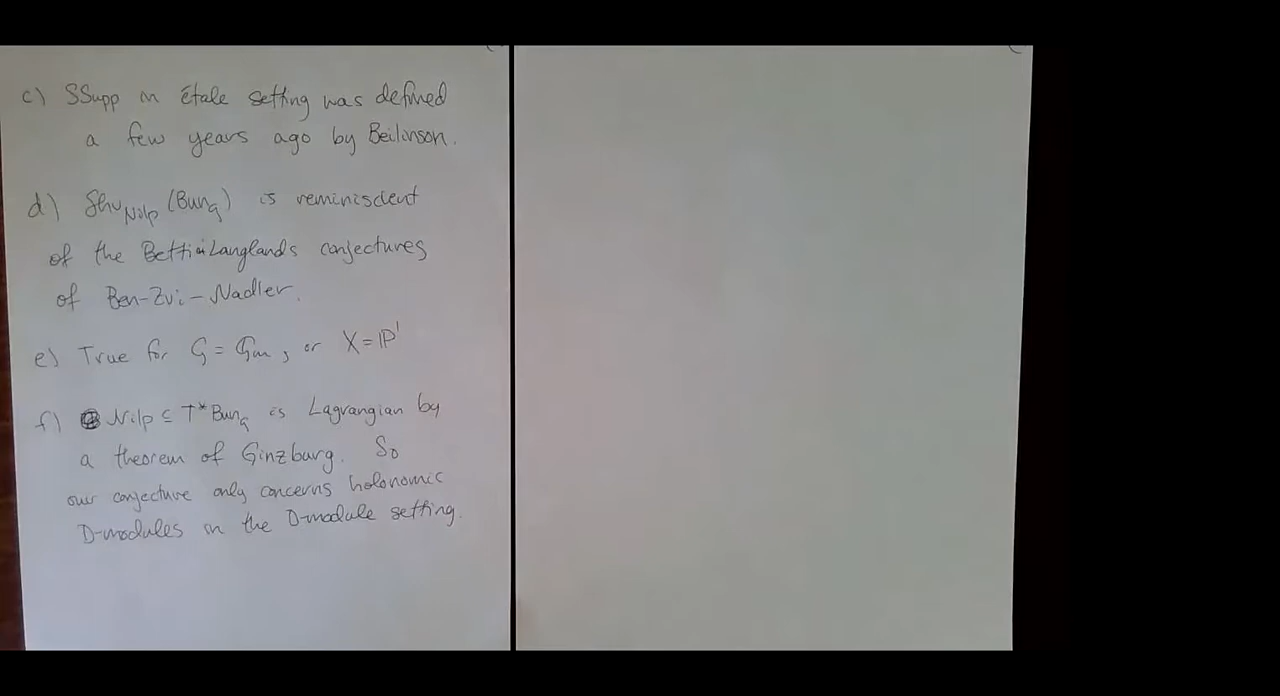 c) SSupp in étale setting was defined
a few years ago by Beilinson.
d) Shv_Nilp (Bun_G) is reminiscient
of the Betti Langlands conjectures
of Ben-Zvi - Nadler.
e) True for G = G_m, or X = ℙ¹
f) Nilp ⊆ T*Bun_G is Lagrangian by
a theorem of Ginzburg. So
our conjecture only concerns holonomic
D-modules in the D-module setting.